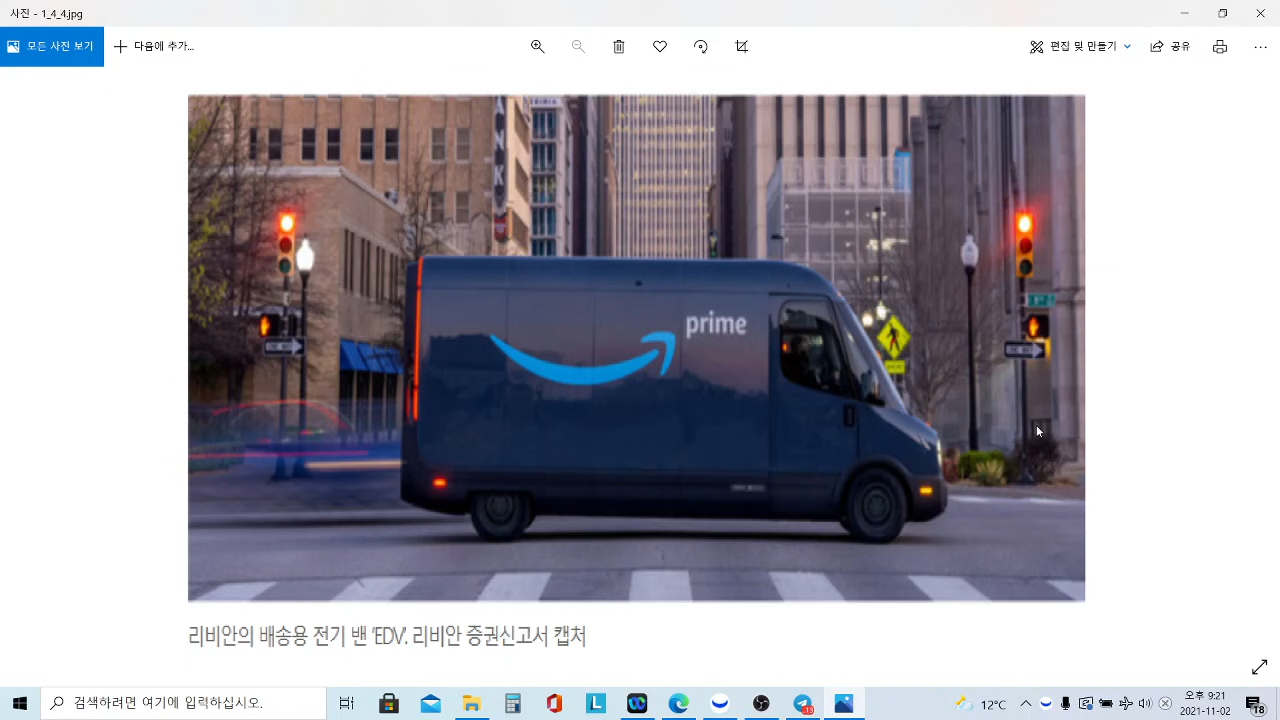 사진 - 1_4_4.jpg
모든 사진 보기
다음에 추가...
편집 및 만들기
공유
prime
리비안의 배송용 전기 밴 'EDV'. 리비안 증권신고서 캡처
검색하려면 여기에 입력하십시오.
12°C
오후 9:21
2021-11-02
18
13